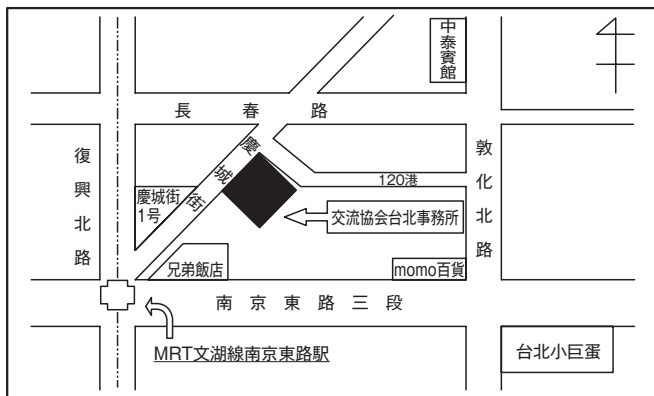 中泰賓館
長春路
復興北路
慶城街
敦化北路
120港
慶城街
1号
交流協会台北事務所
兄弟飯店
momo百貨
南京東路三段
MRT文湖線南京東路駅
台北小巨蛋